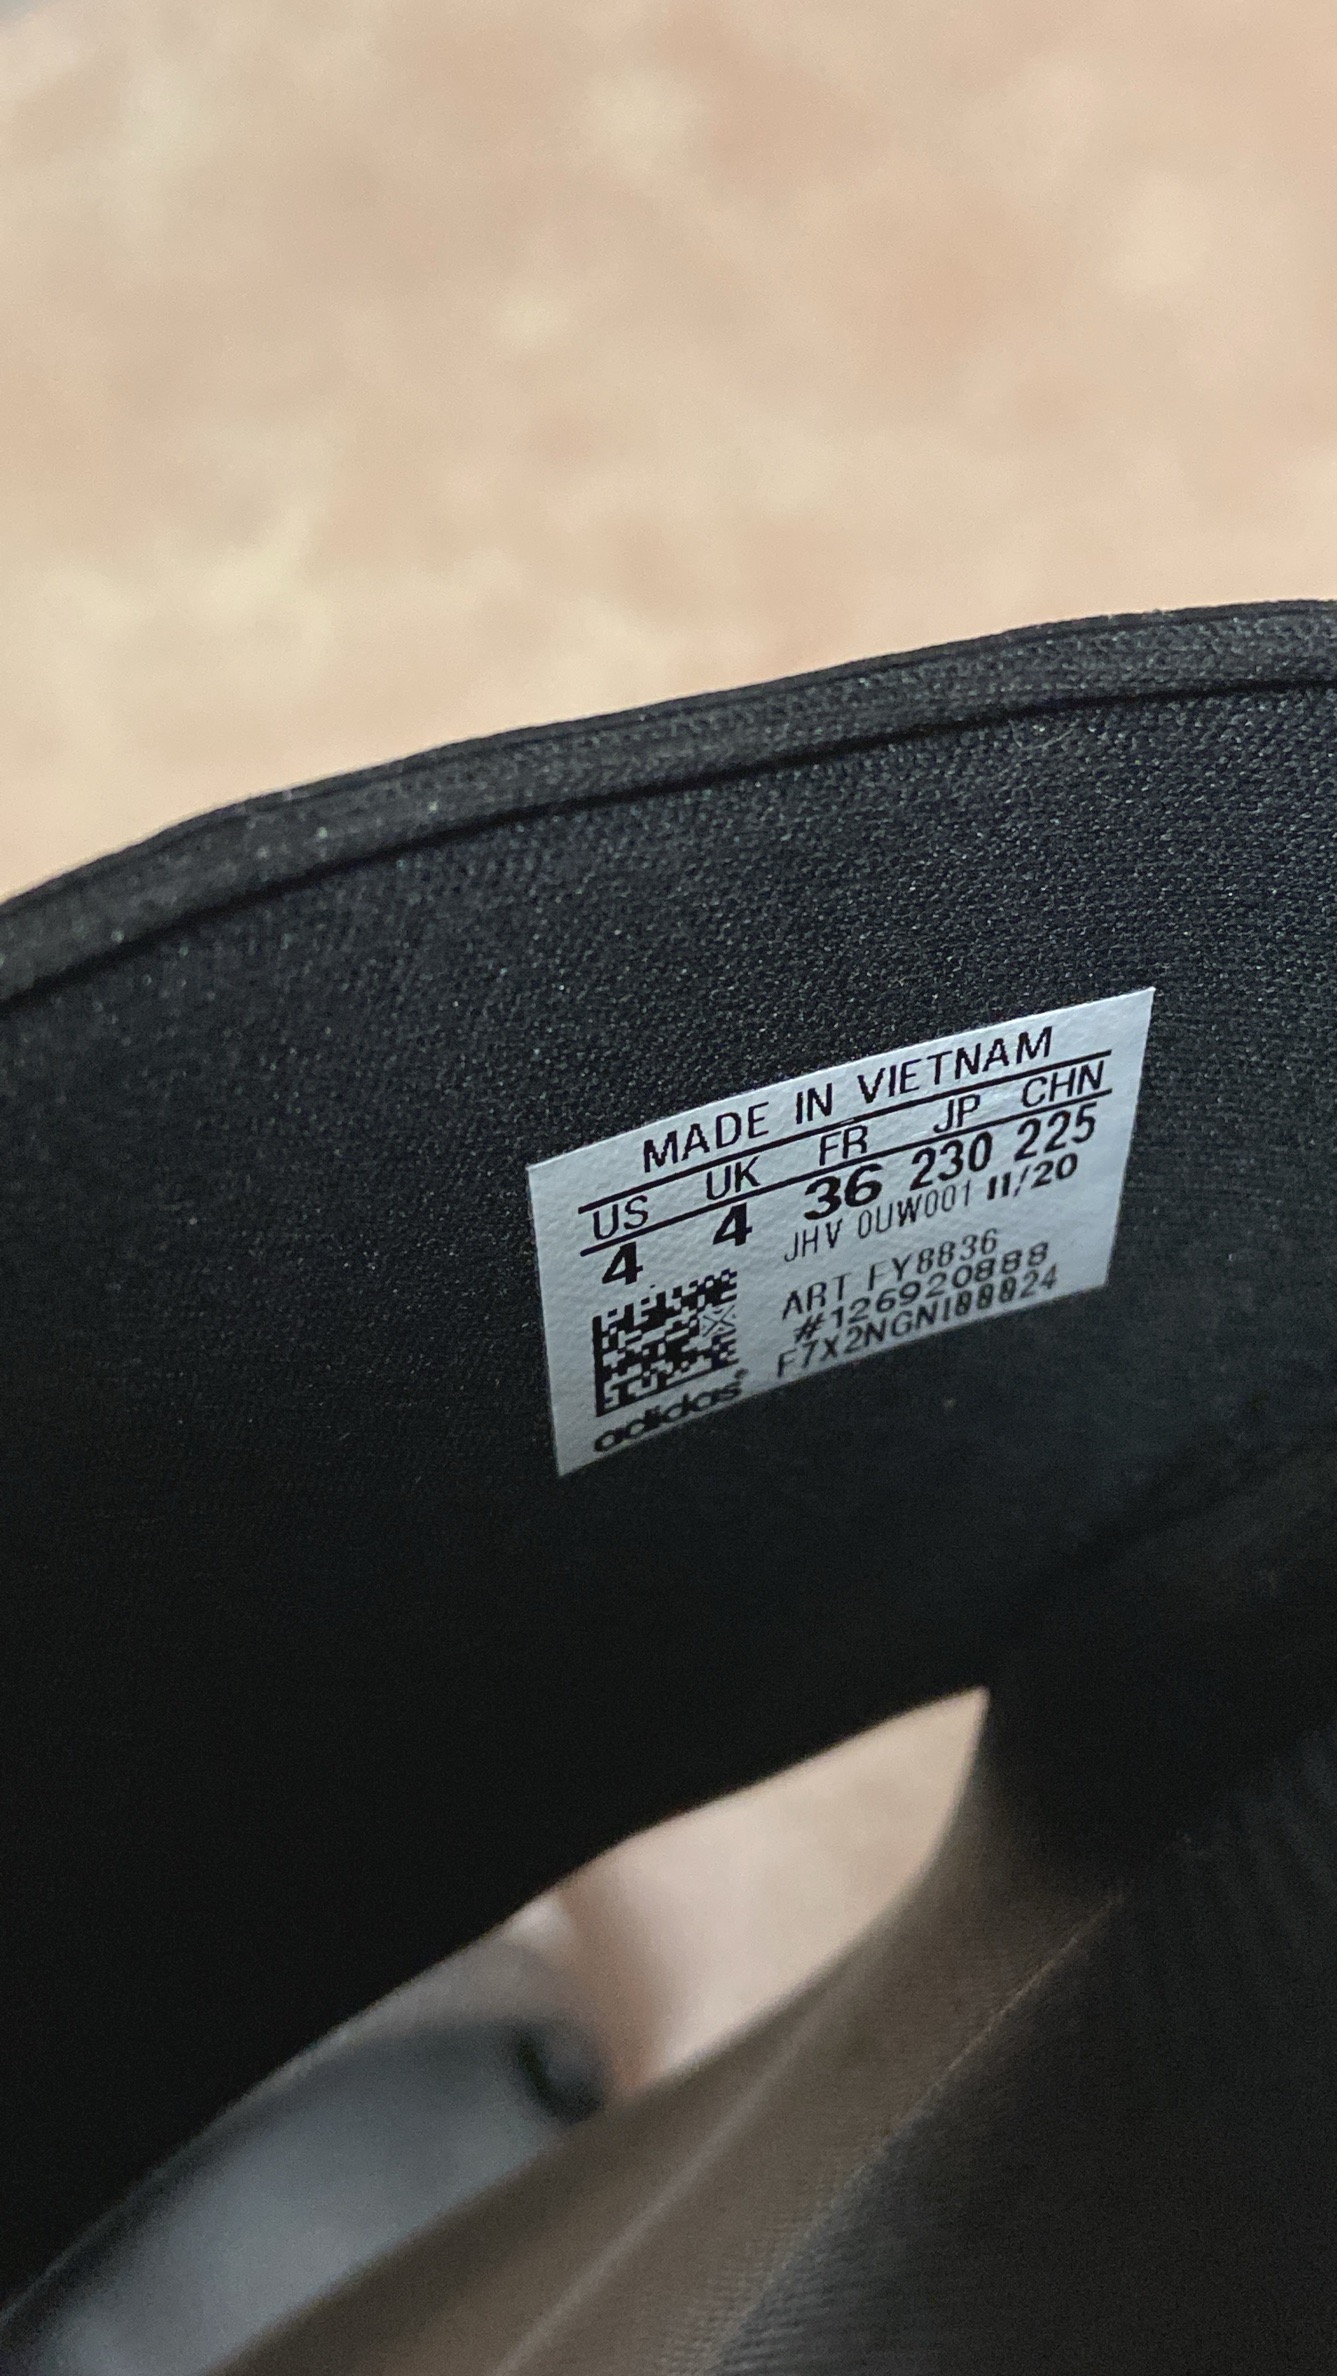 MADE IN VIETNAM
US UK FR JP CHN
4 4 36 230 225
JHV 0UW001 11/20
ART FY8836
#126920888
F7X2NGNI00024
adidas